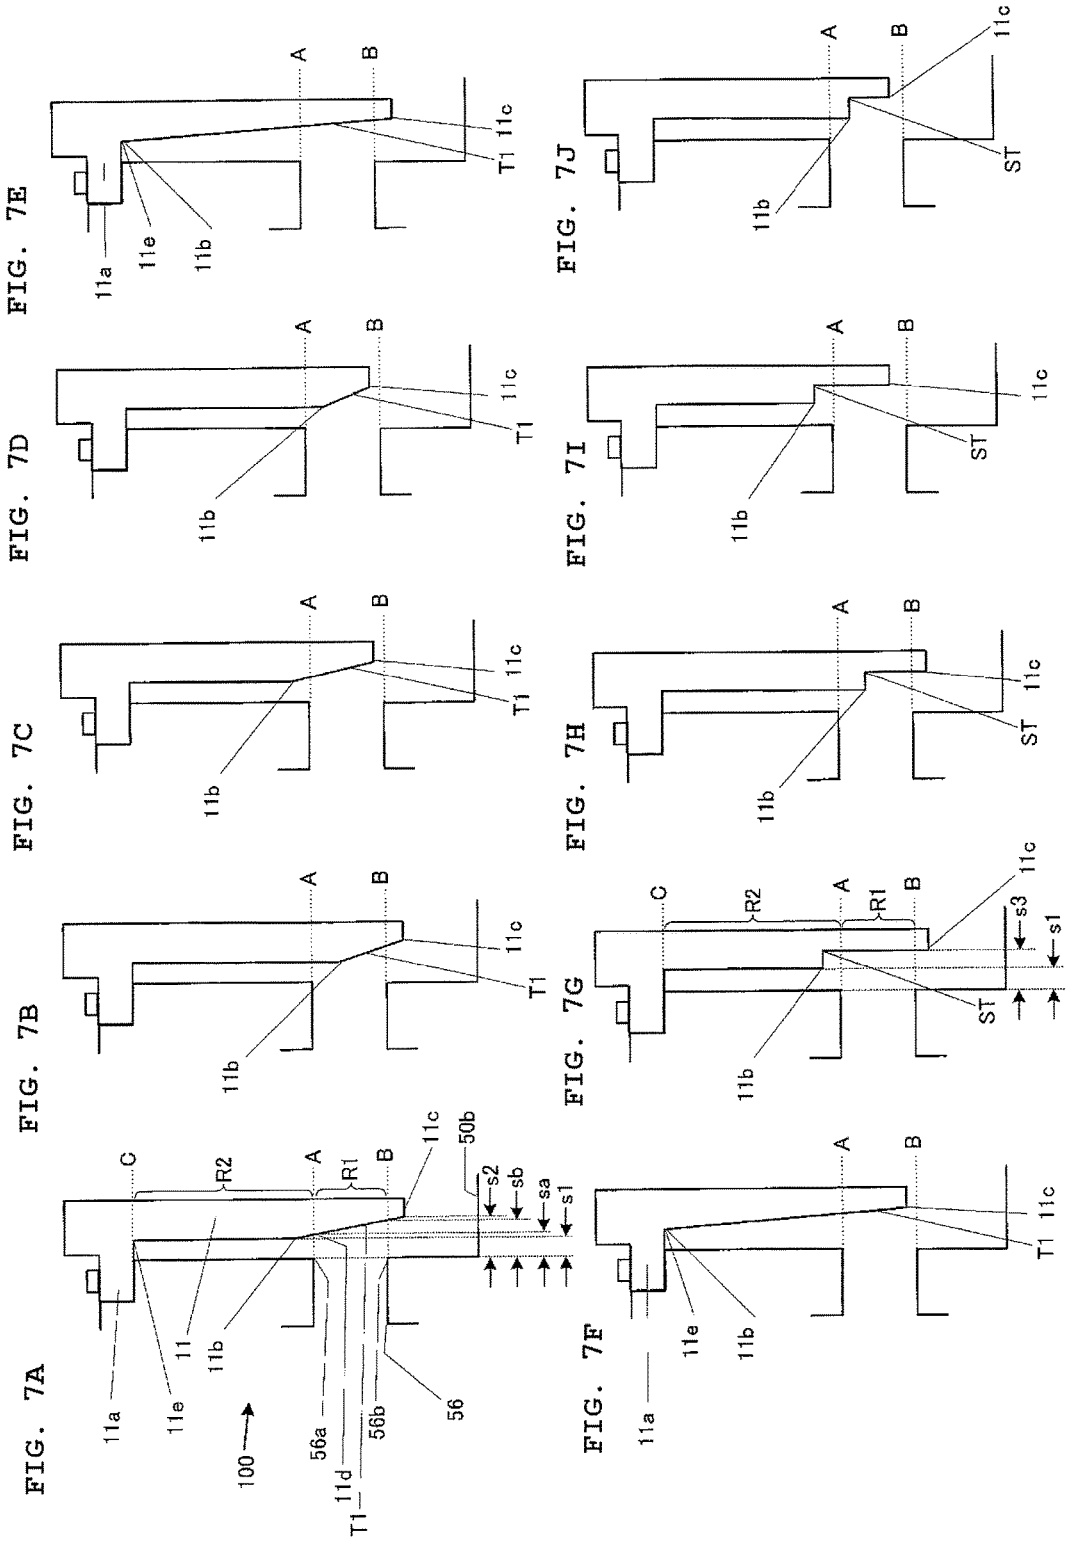 FIG. 7A
11a
11e
11
11b
100
56a
11d
T1
56b
56
C
R2
A
R1
B
11c
50b
s2
sb
sa
s1
FIG. 7B
11b
A
B
11c
T1
FIG. 7C
11b
A
B
11c
T1
FIG. 7D
11b
A
B
11c
T1
FIG. 7E
11a
11e
11b
A
B
11c
T1
FIG. 7F
11a
11e
11b
A
B
11c
T1
FIG. 7G
11b
C
R2
A
R1
B
11c
s3
s1
ST
FIG. 7H
11b
A
B
11c
ST
FIG. 7I
11b
A
B
11c
ST
FIG. 7J
11b
A
B
11c
ST